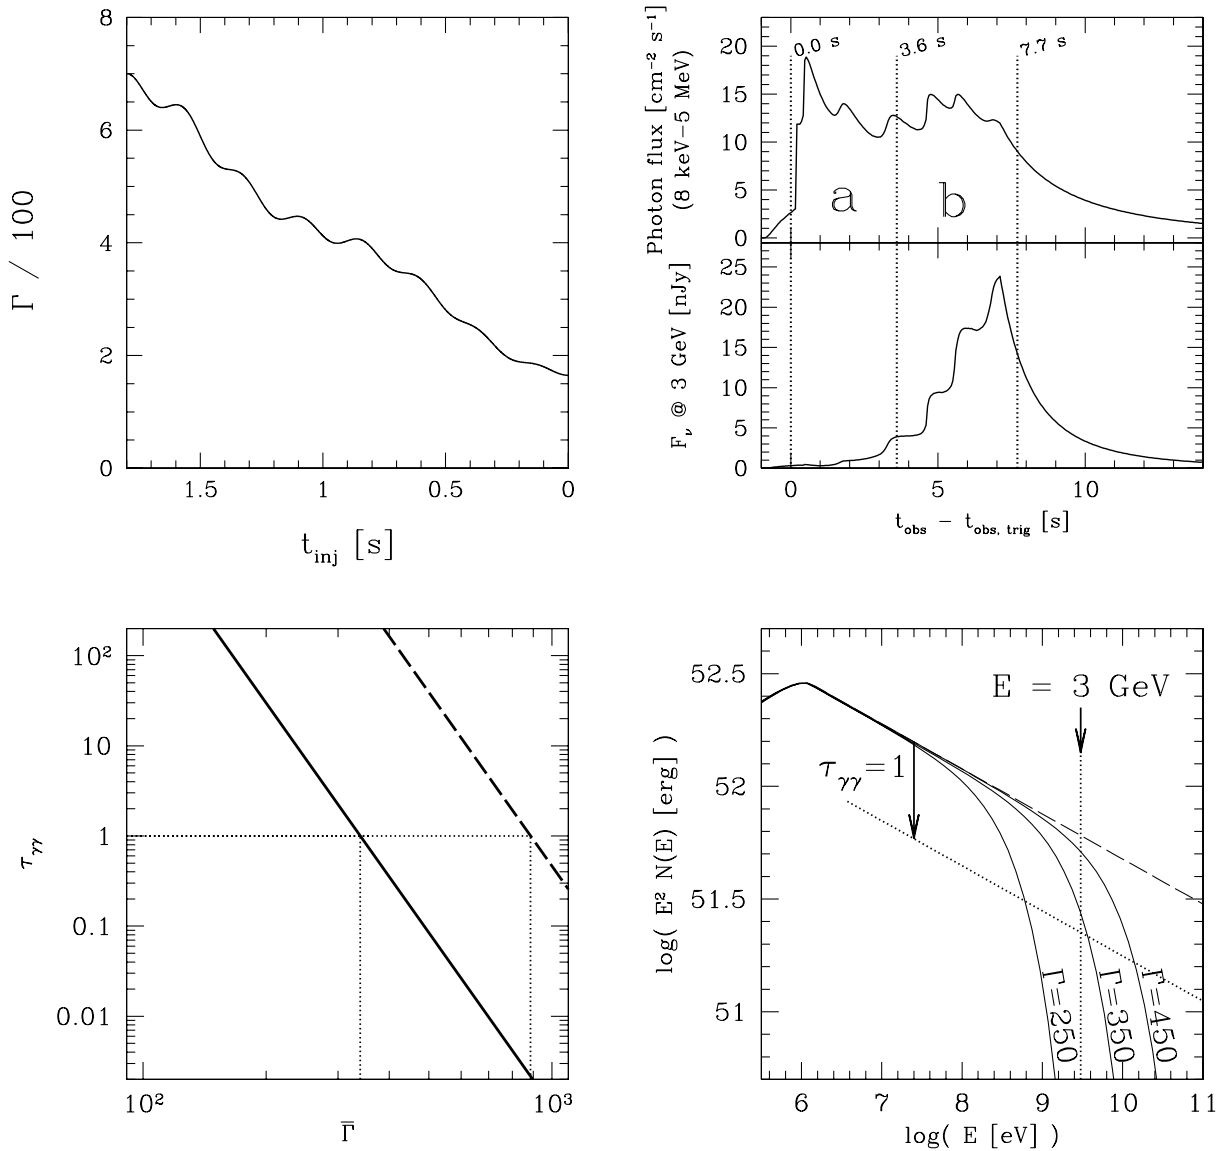 8
6
4
2
0
Γ / 100
1.5
1
0.5
0
t_inj [s]
0.0 s
3.6 s
7.7 s
20
15
10
5
0
Photon flux [cm⁻² s⁻¹]
(8 keV−5 MeV)
a
b
25
20
15
10
5
0
F_ν @ 3 GeV [nJy]
0
5
10
t_obs − t_obs, trig [s]
10²
10
1
0.1
0.01
τ_γγ
10²
10³
Γ̄
52.5
52
51.5
51
log( E² N(E) [erg] )
E = 3 GeV
τ_γγ=1
Γ=250
Γ=350
Γ=450
6
7
8
9
10
11
log( E [eV] )